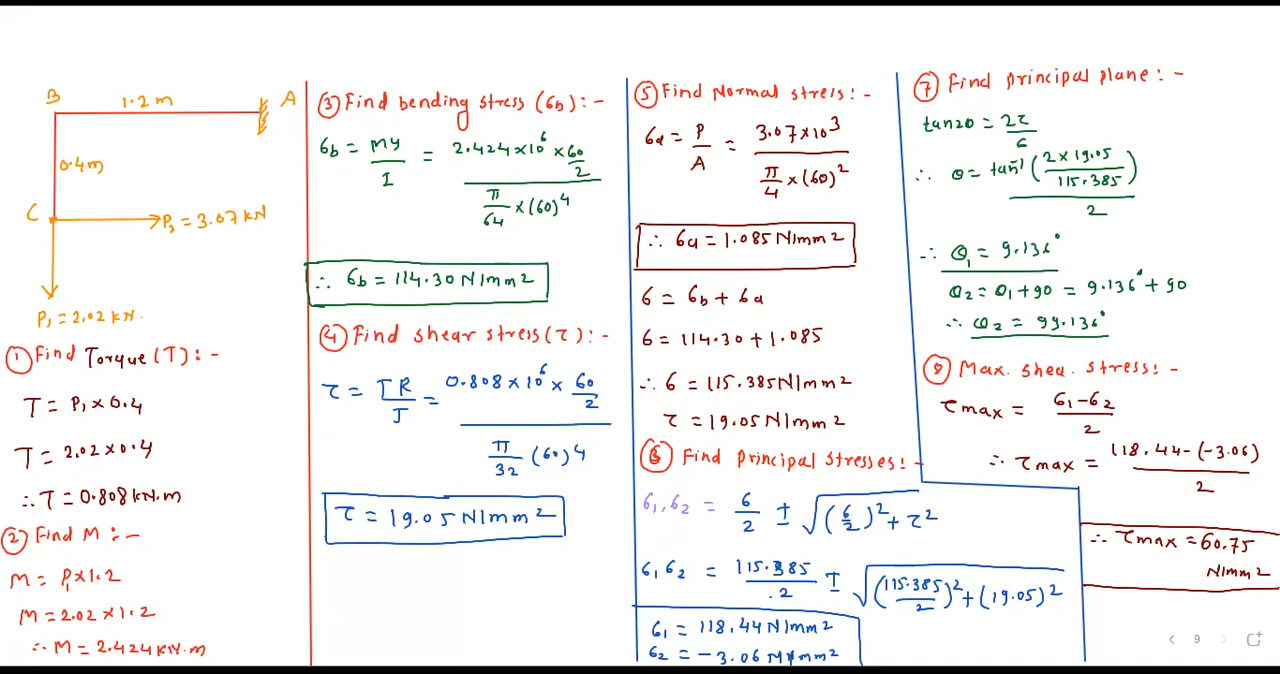 B 1.2 m A
0.4m
C P2 = 3.07 kN
P1 = 2.02 kN.
① Find Torque (T) : -
T = P1 × 0.4
T = 2.02 × 0.4
∴ T = 0.808 kN.m
② Find M : -
M = P1 × 1.2
M = 2.02 × 1.2
∴ M = 2.424 kN.m
③ Find bending stress (6b) : -
6b = My / I = 2.424 × 10^6 × 60/2 / π/64 × (60)^4
∴ 6b = 114.30 N/mm2
④ Find shear stress (τ) : -
τ = TR / J = 0.808 × 10^6 × 60/2 / π/32 (60)^4
τ = 19.05 N/mm2
⑤ Find Normal stress : -
6a = P / A = 3.07 × 10^3 / π/4 × (60)^2
∴ 6a = 1.085 N/mm2
6 = 6b + 6a
6 = 114.30 + 1.085
∴ 6 = 115.385 N/mm2
τ = 19.05 N/mm2
⑥ Find principal stresses : -
61, 62 = 6/2 ± √((6/2)^2 + τ^2)
61 62 = 115.385/2 ± √((115.385/2)^2 + (19.05)^2)
61 = 118.44 N/mm2
62 = -3.06 N/mm2
⑦ Find principal plane : -
tan2θ = 2τ/6
∴ θ = tan^-1 (2 × 19.05 / 115.385) / 2
∴ θ1 = 9.136°
θ2 = θ1 + 90 = 9.136° + 90
∴ θ2 = 99.136°
Max. shea. stress : -
τmax = 61 - 62 / 2
∴ τmax = 118.44 - (-3.06) / 2
∴ τmax = 60.75
N/mm2
9